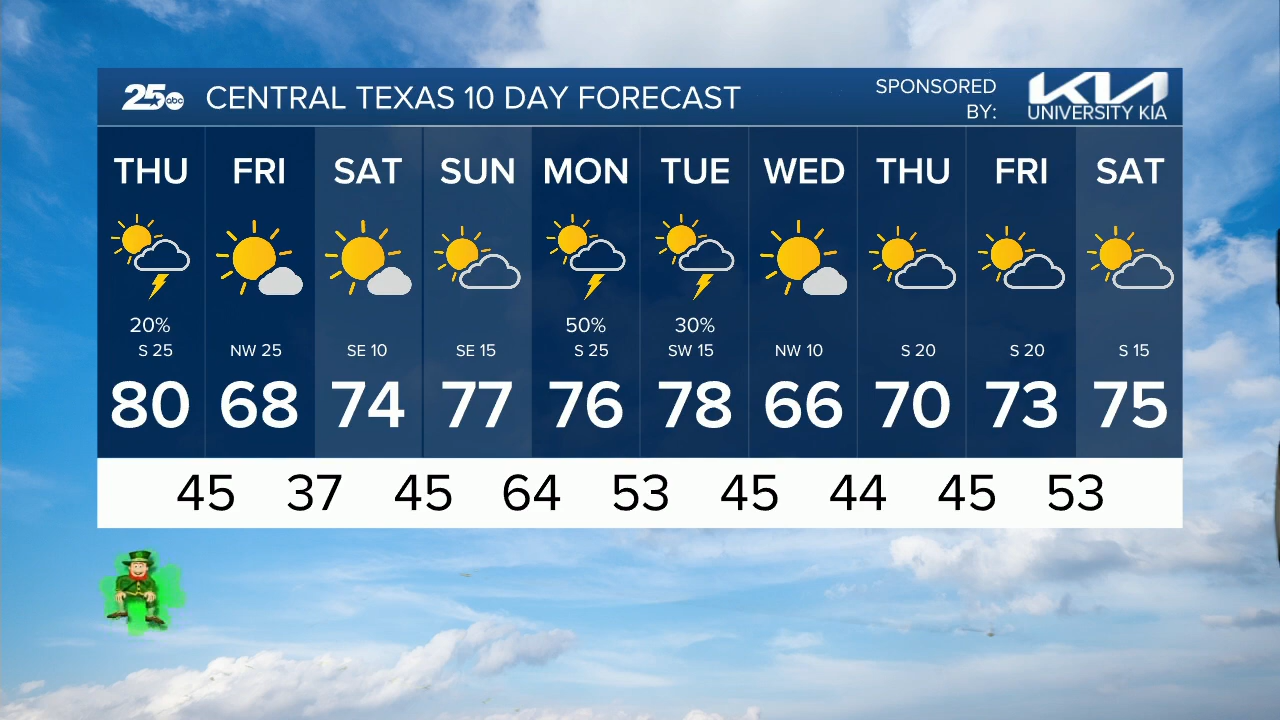 25 abc CENTRAL TEXAS 10 DAY FORECAST SPONSORED BY: KIA UNIVERSITY KIA
THU FRI SAT SUN MON TUE WED THU FRI SAT
20% 50% 30%
S 25 NW 25 SE 10 SE 15 S 25 SW 15 NW 10 S 20 S 20 S 15
80 68 74 77 76 78 66 70 73 75
45 37 45 64 53 45 44 45 53